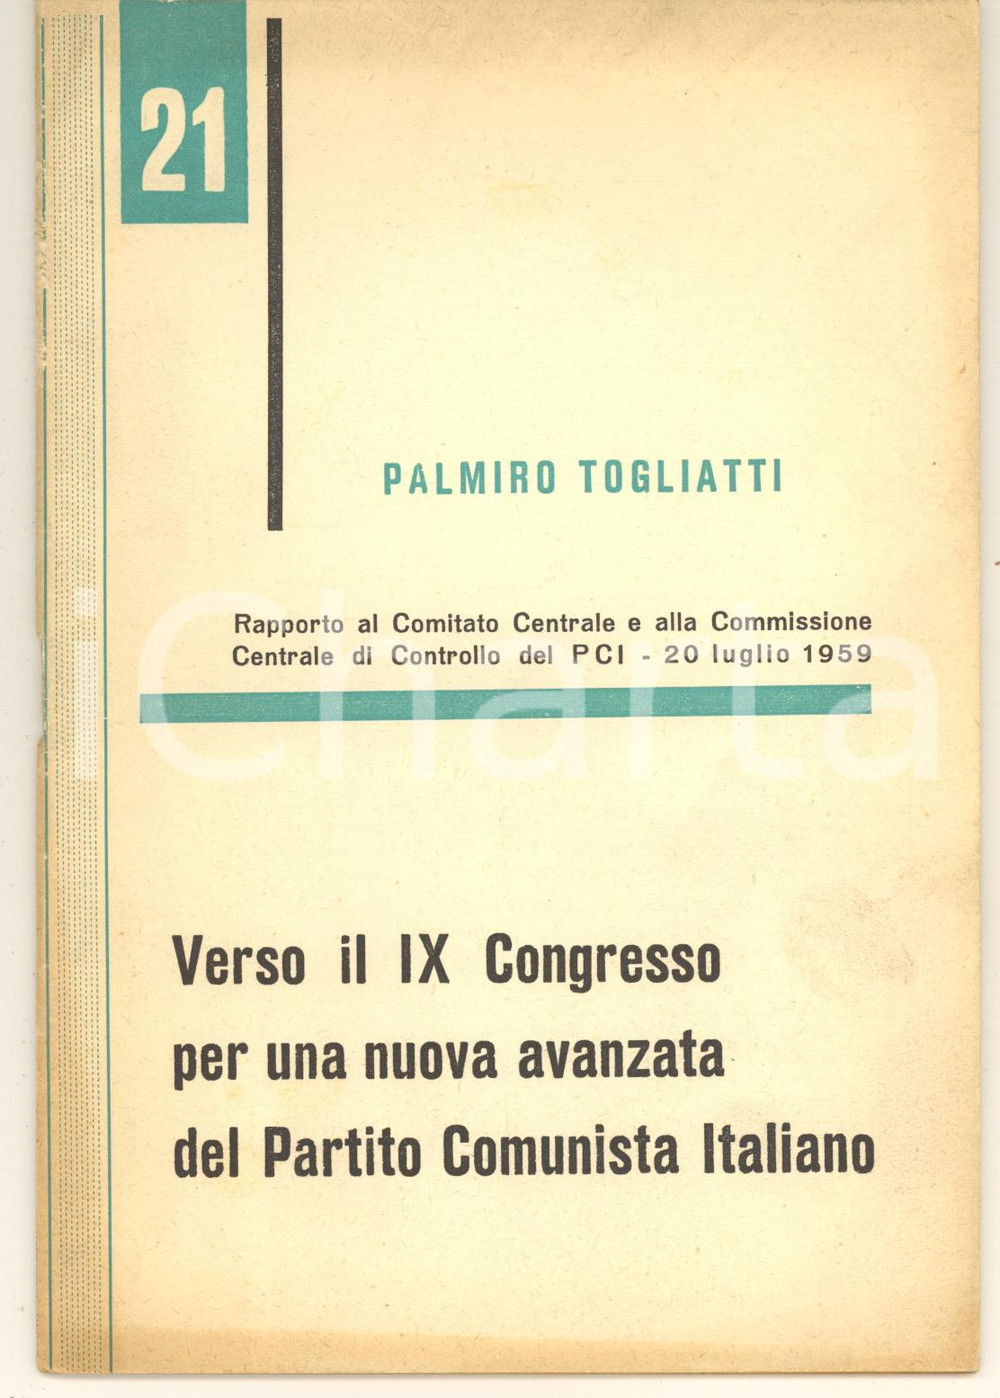 21
PALMIRO TOGLIATTI
Rapporto al Comitato Centrale e alla Commissione
Centrale di Controllo del PCI - 20 luglio 1959
iCharta
Verso il IX Congresso
per una nuova avanzata
del Partito Comunista Italiano